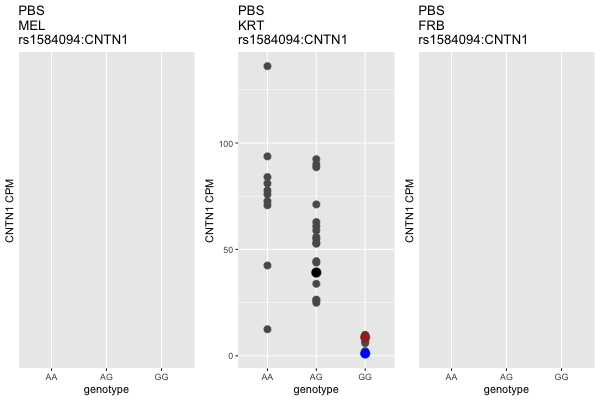 PBS
MEL
rs1584094:CNTN1
CNTN1 CPM
AA AG GG
genotype
PBS
KRT
rs1584094:CNTN1
CNTN1 CPM
100
50
0
AA AG GG
genotype
PBS
FRB
rs1584094:CNTN1
CNTN1 CPM
AA AG GG
genotype